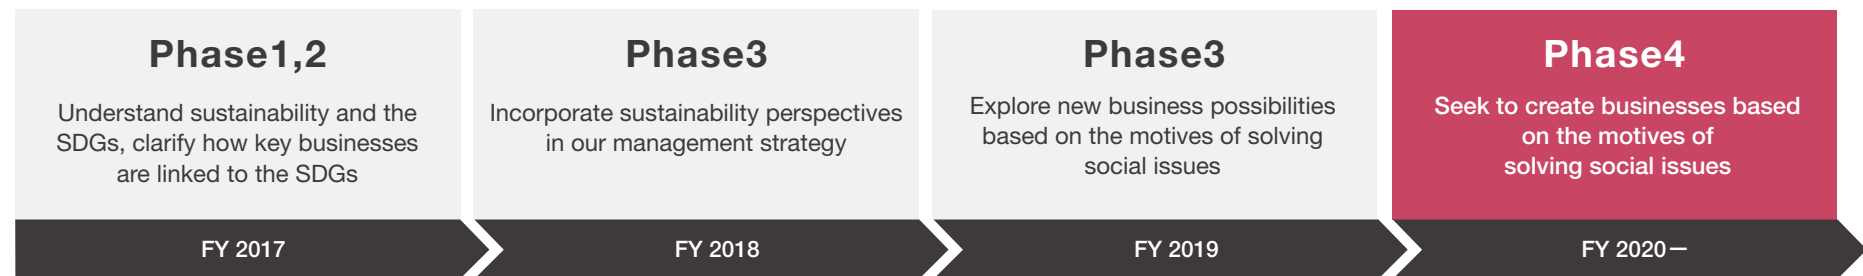 Phase1,2
Understand sustainability and the
SDGs, clarify how key businesses
are linked to the SDGs
FY 2017
Phase3
Incorporate sustainability perspectives
in our management strategy
FY 2018
Phase3
Explore new business possibilities
based on the motives of solving
social issues
FY 2019
Phase4
Seek to create businesses based
on the motives of
solving social issues
FY 2020－